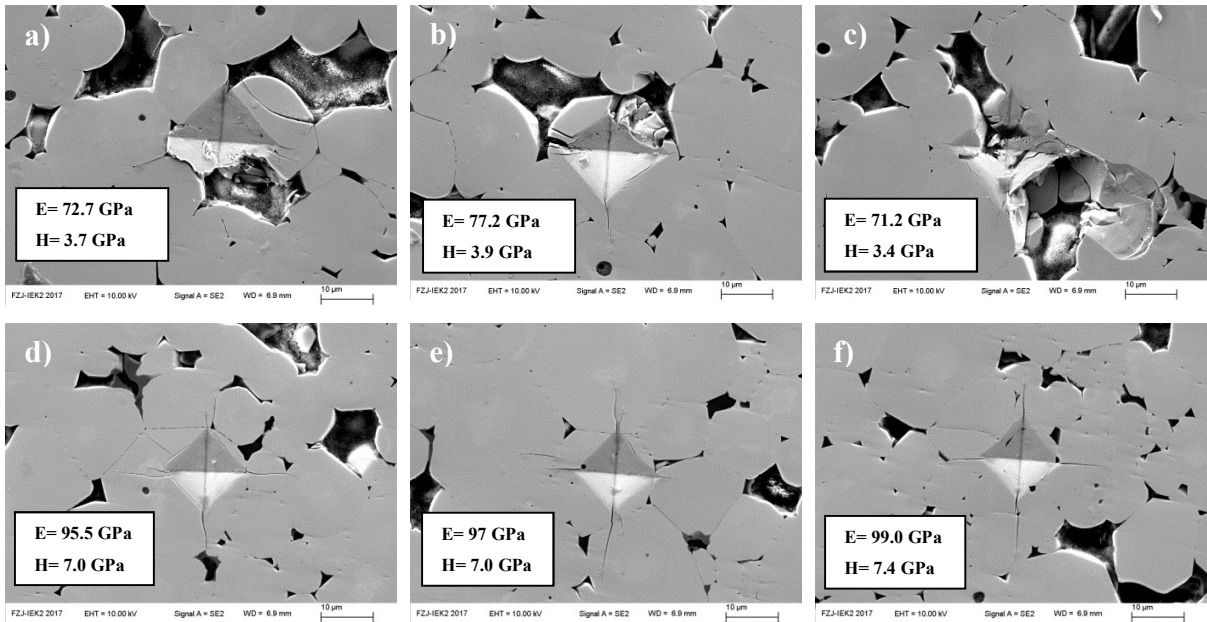 a)
E= 72.7 GPa
H= 3.7 GPa
FZJ-IEK2 2017 EHT = 10.00 kV Signal A = SE2 WD = 6.9 mm 10 µm
b)
E= 77.2 GPa
H= 3.9 GPa
FZJ-IEK2 2017 EHT = 10.00 kV Signal A = SE2 WD = 6.9 mm 10 µm
c)
E= 71.2 GPa
H= 3.4 GPa
FZJ-IEK2 2017 EHT = 10.00 kV Signal A = SE2 WD = 6.9 mm 10 µm
d)
E= 95.5 GPa
H= 7.0 GPa
FZJ-IEK2 2017 EHT = 10.00 kV Signal A = SE2 WD = 6.9 mm 10 µm
e)
E= 97 GPa
H= 7.0 GPa
FZJ-IEK2 2017 EHT = 10.00 kV Signal A = SE2 WD = 6.9 mm 10 µm
f)
E= 99.0 GPa
H= 7.4 GPa
FZJ-IEK2 2017 EHT = 10.00 kV Signal A = SE2 WD = 6.9 mm 10 µm